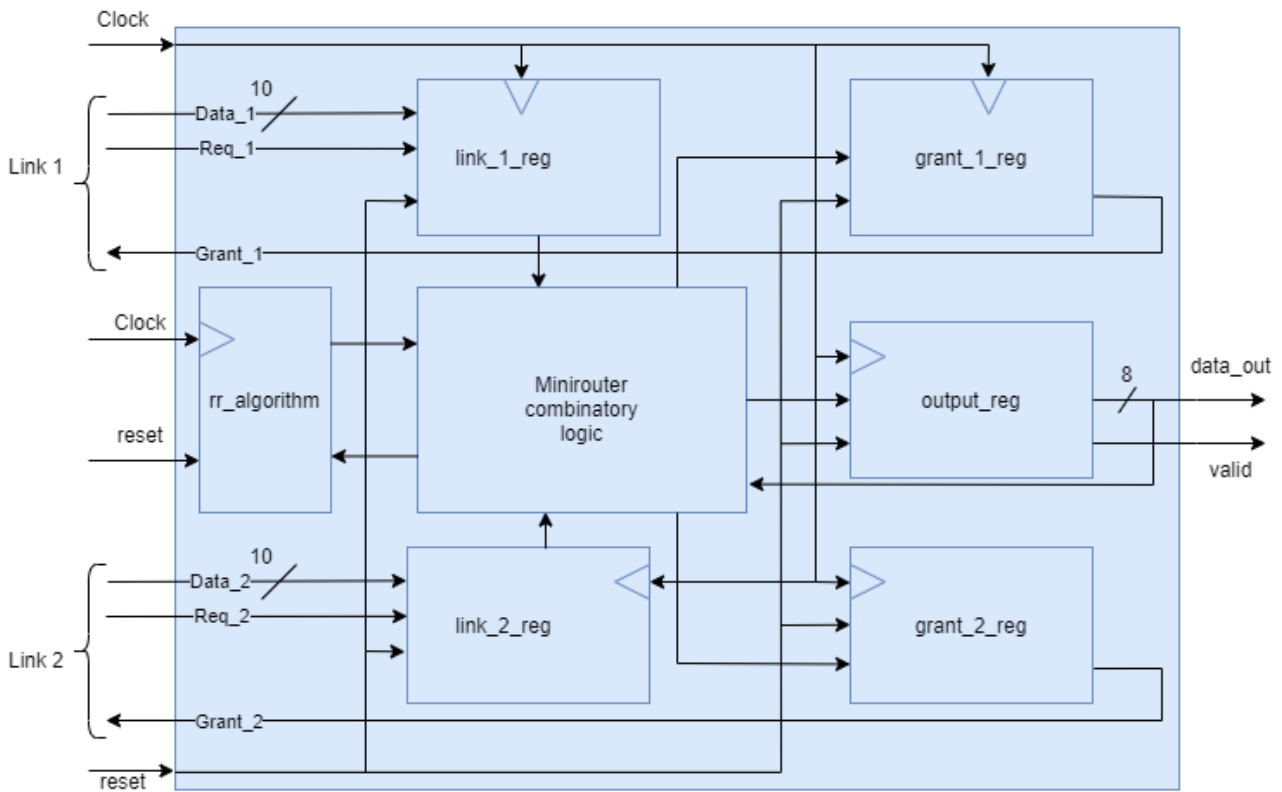 Clock
10
Data_1
Req_1
Link 1
link_1_reg
grant_1_reg
Grant_1
Clock
rr_algorithm
reset
Minirouter
combinatory
logic
output_reg
8
data_out
valid
10
Data_2
Req_2
Link 2
link_2_reg
grant_2_reg
Grant_2
reset